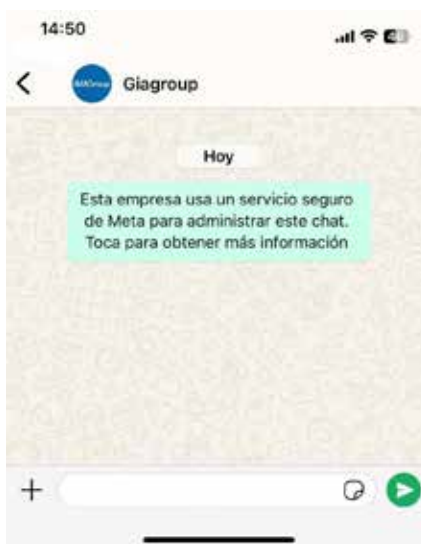 14:50
Giagroup
Hoy
Esta empresa usa un servicio seguro
de Meta para administrar este chat.
Toca para obtener más información